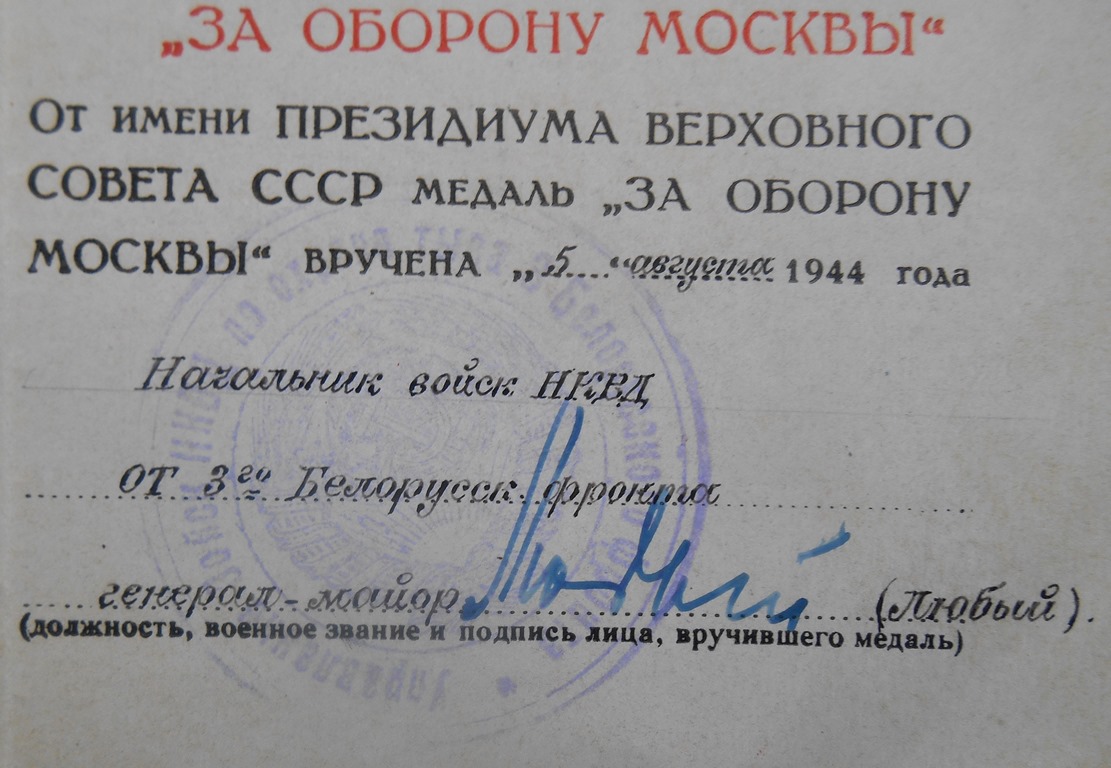 „ЗА ОБОРОНУ МОСКВЫ“
От имени ПРЕЗИДИУМА ВЕРХОВНОГО
СОВЕТА СССР медаль „ЗА ОБОРОНУ
МОСКВЫ“ вручена „5“ августа 1944 года
Начальник войск НКВД
от 3го Белорусск. фронта
генерал-майор (Любый).
(должность, военное звание и подпись лица, вручившего медаль)